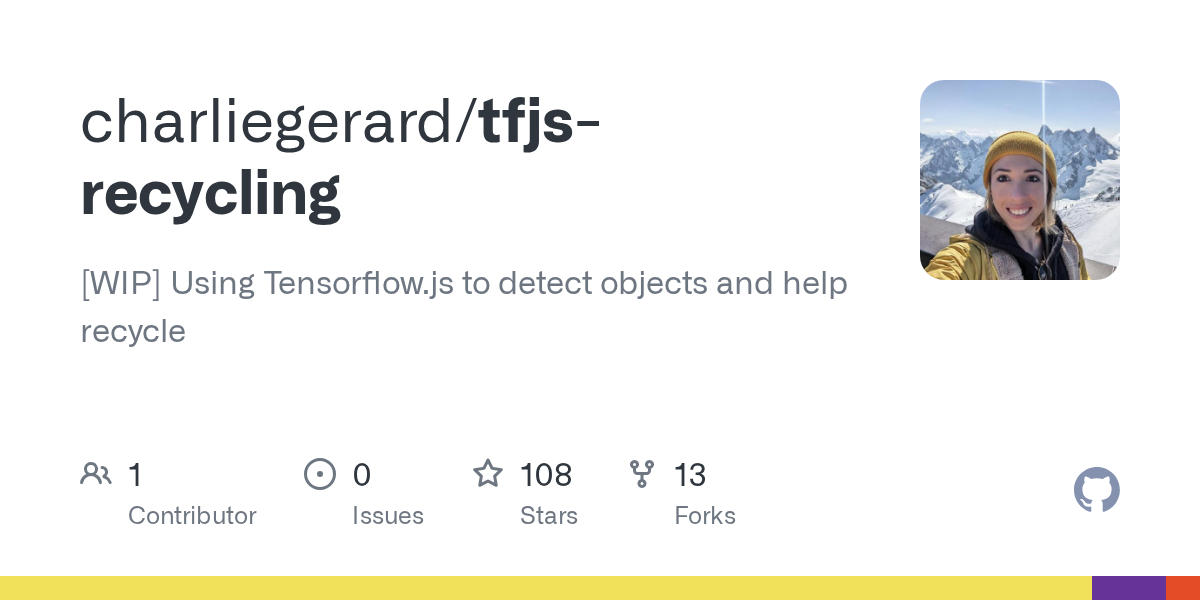 charliegerard/tfjs-
recycling
[WIP] Using Tensorflow.js to detect objects and help
recycle
1 0 108 13
Contributor Issues Stars Forks